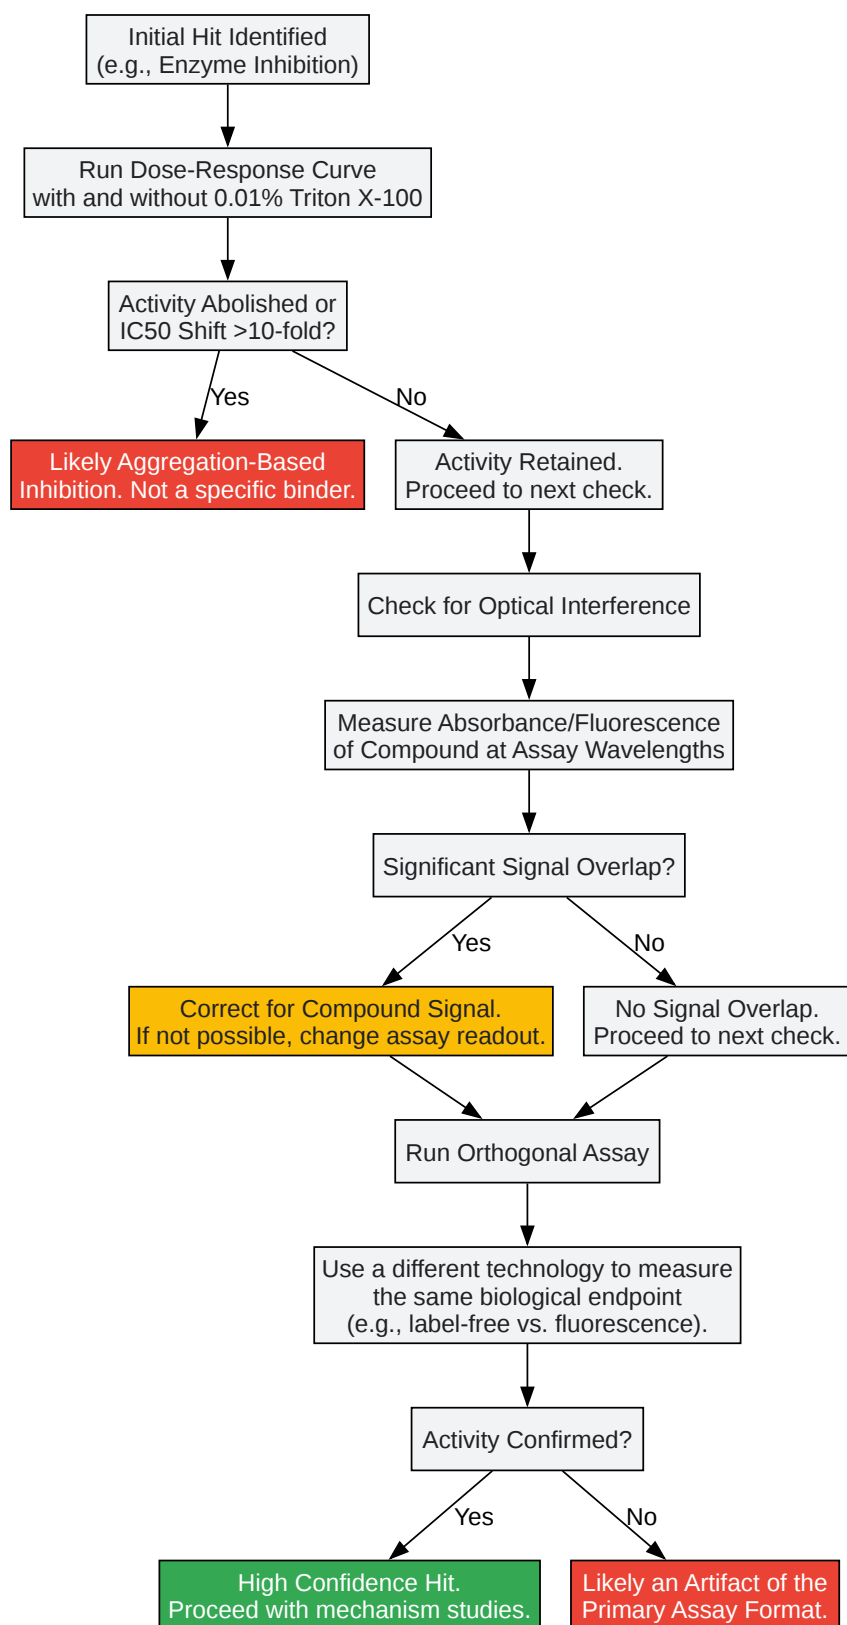 Initial Hit Identified
(e.g., Enzyme Inhibition)
Run Dose-Response Curve
with and without 0.01% Triton X-100
Activity Abolished or
IC50 Shift >10-fold?
Yes
No
Likely Aggregation-Based
Inhibition. Not a specific binder.
Activity Retained.
Proceed to next check.
Check for Optical Interference
Measure Absorbance/Fluorescence
of Compound at Assay Wavelengths
Significant Signal Overlap?
Yes
No
Correct for Compound Signal.
If not possible, change assay readout.
No Signal Overlap.
Proceed to next check.
Run Orthogonal Assay
Use a different technology to measure
the same biological endpoint
(e.g., label-free vs. fluorescence).
Activity Confirmed?
Yes
No
High Confidence Hit.
Proceed with mechanism studies.
Likely an Artifact of the
Primary Assay Format.